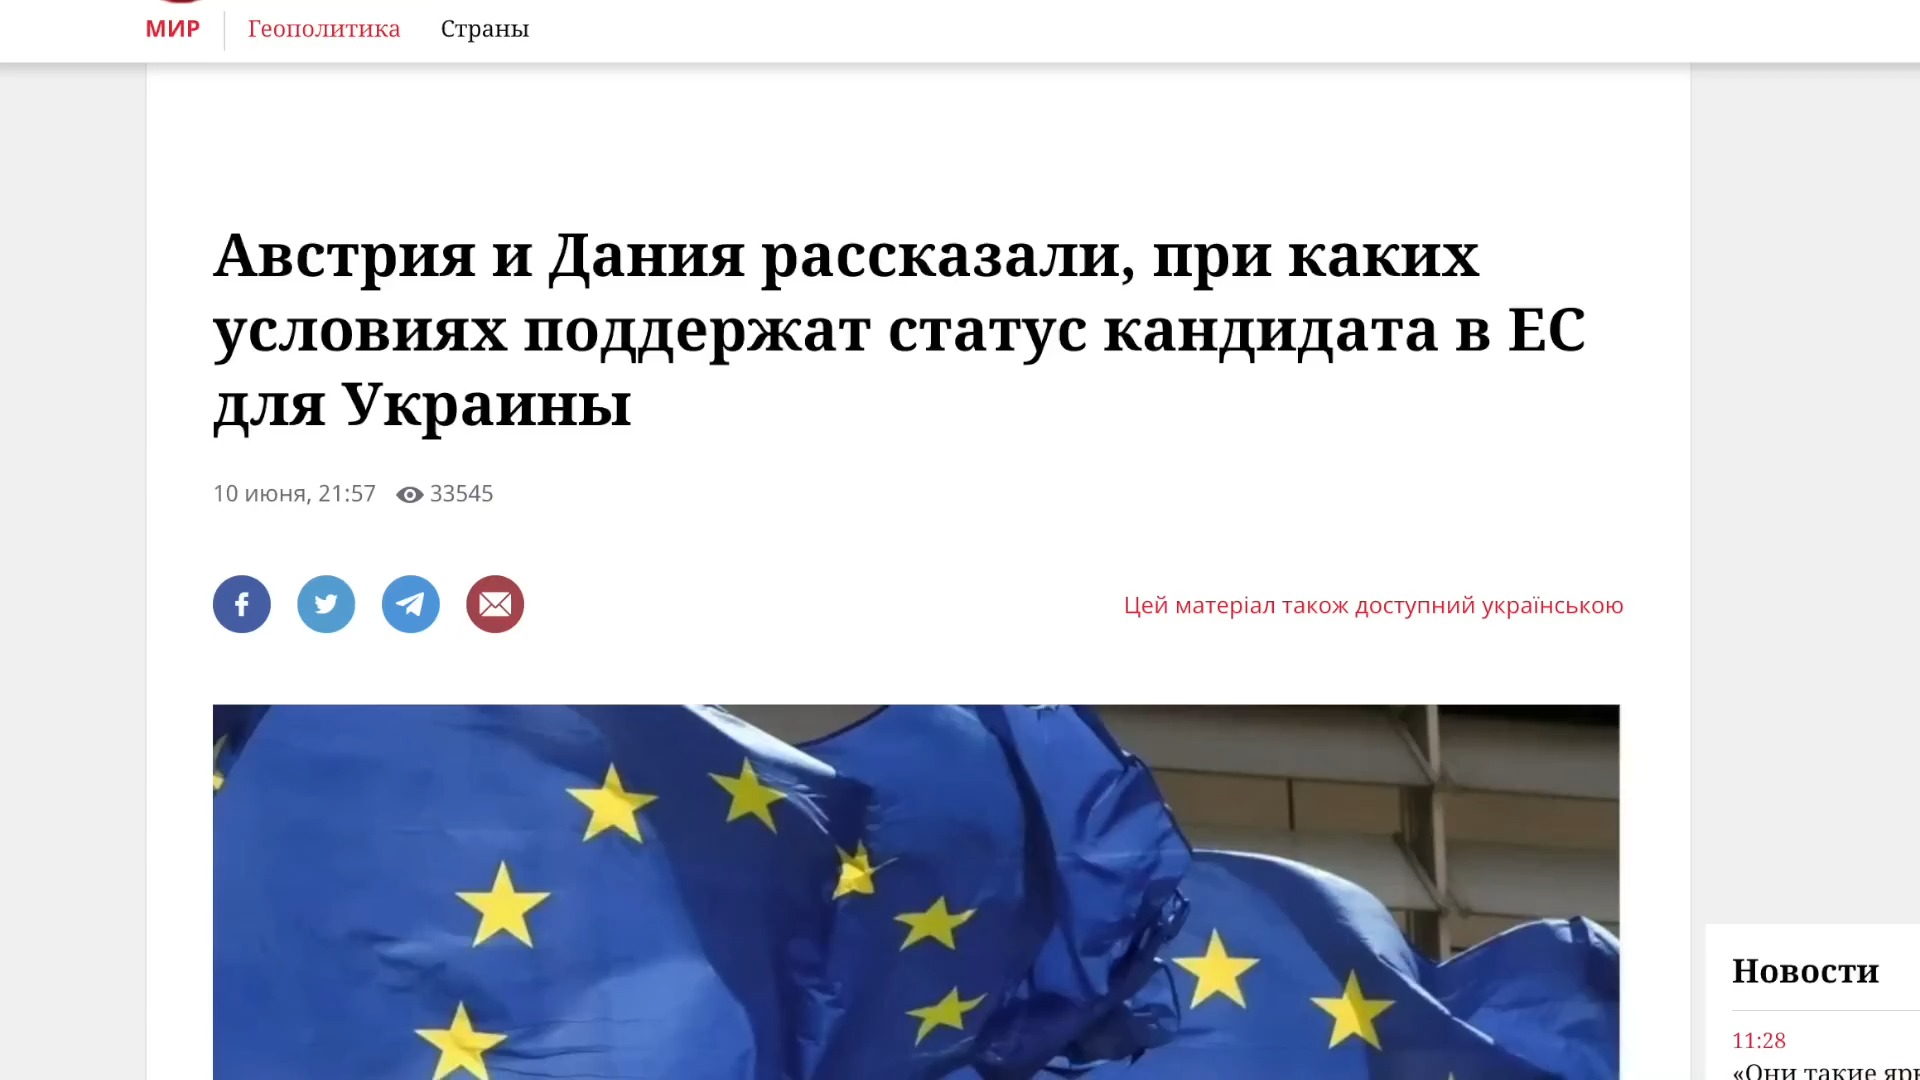 МИР
Геополитика
Страны
Австрия и Дания рассказали, при каких
условиях поддержат статус кандидата в ЕС
для Украины
10 июня, 21:57
33545
Цей матеріал також доступний українською
Новости
11:28
«Они такие